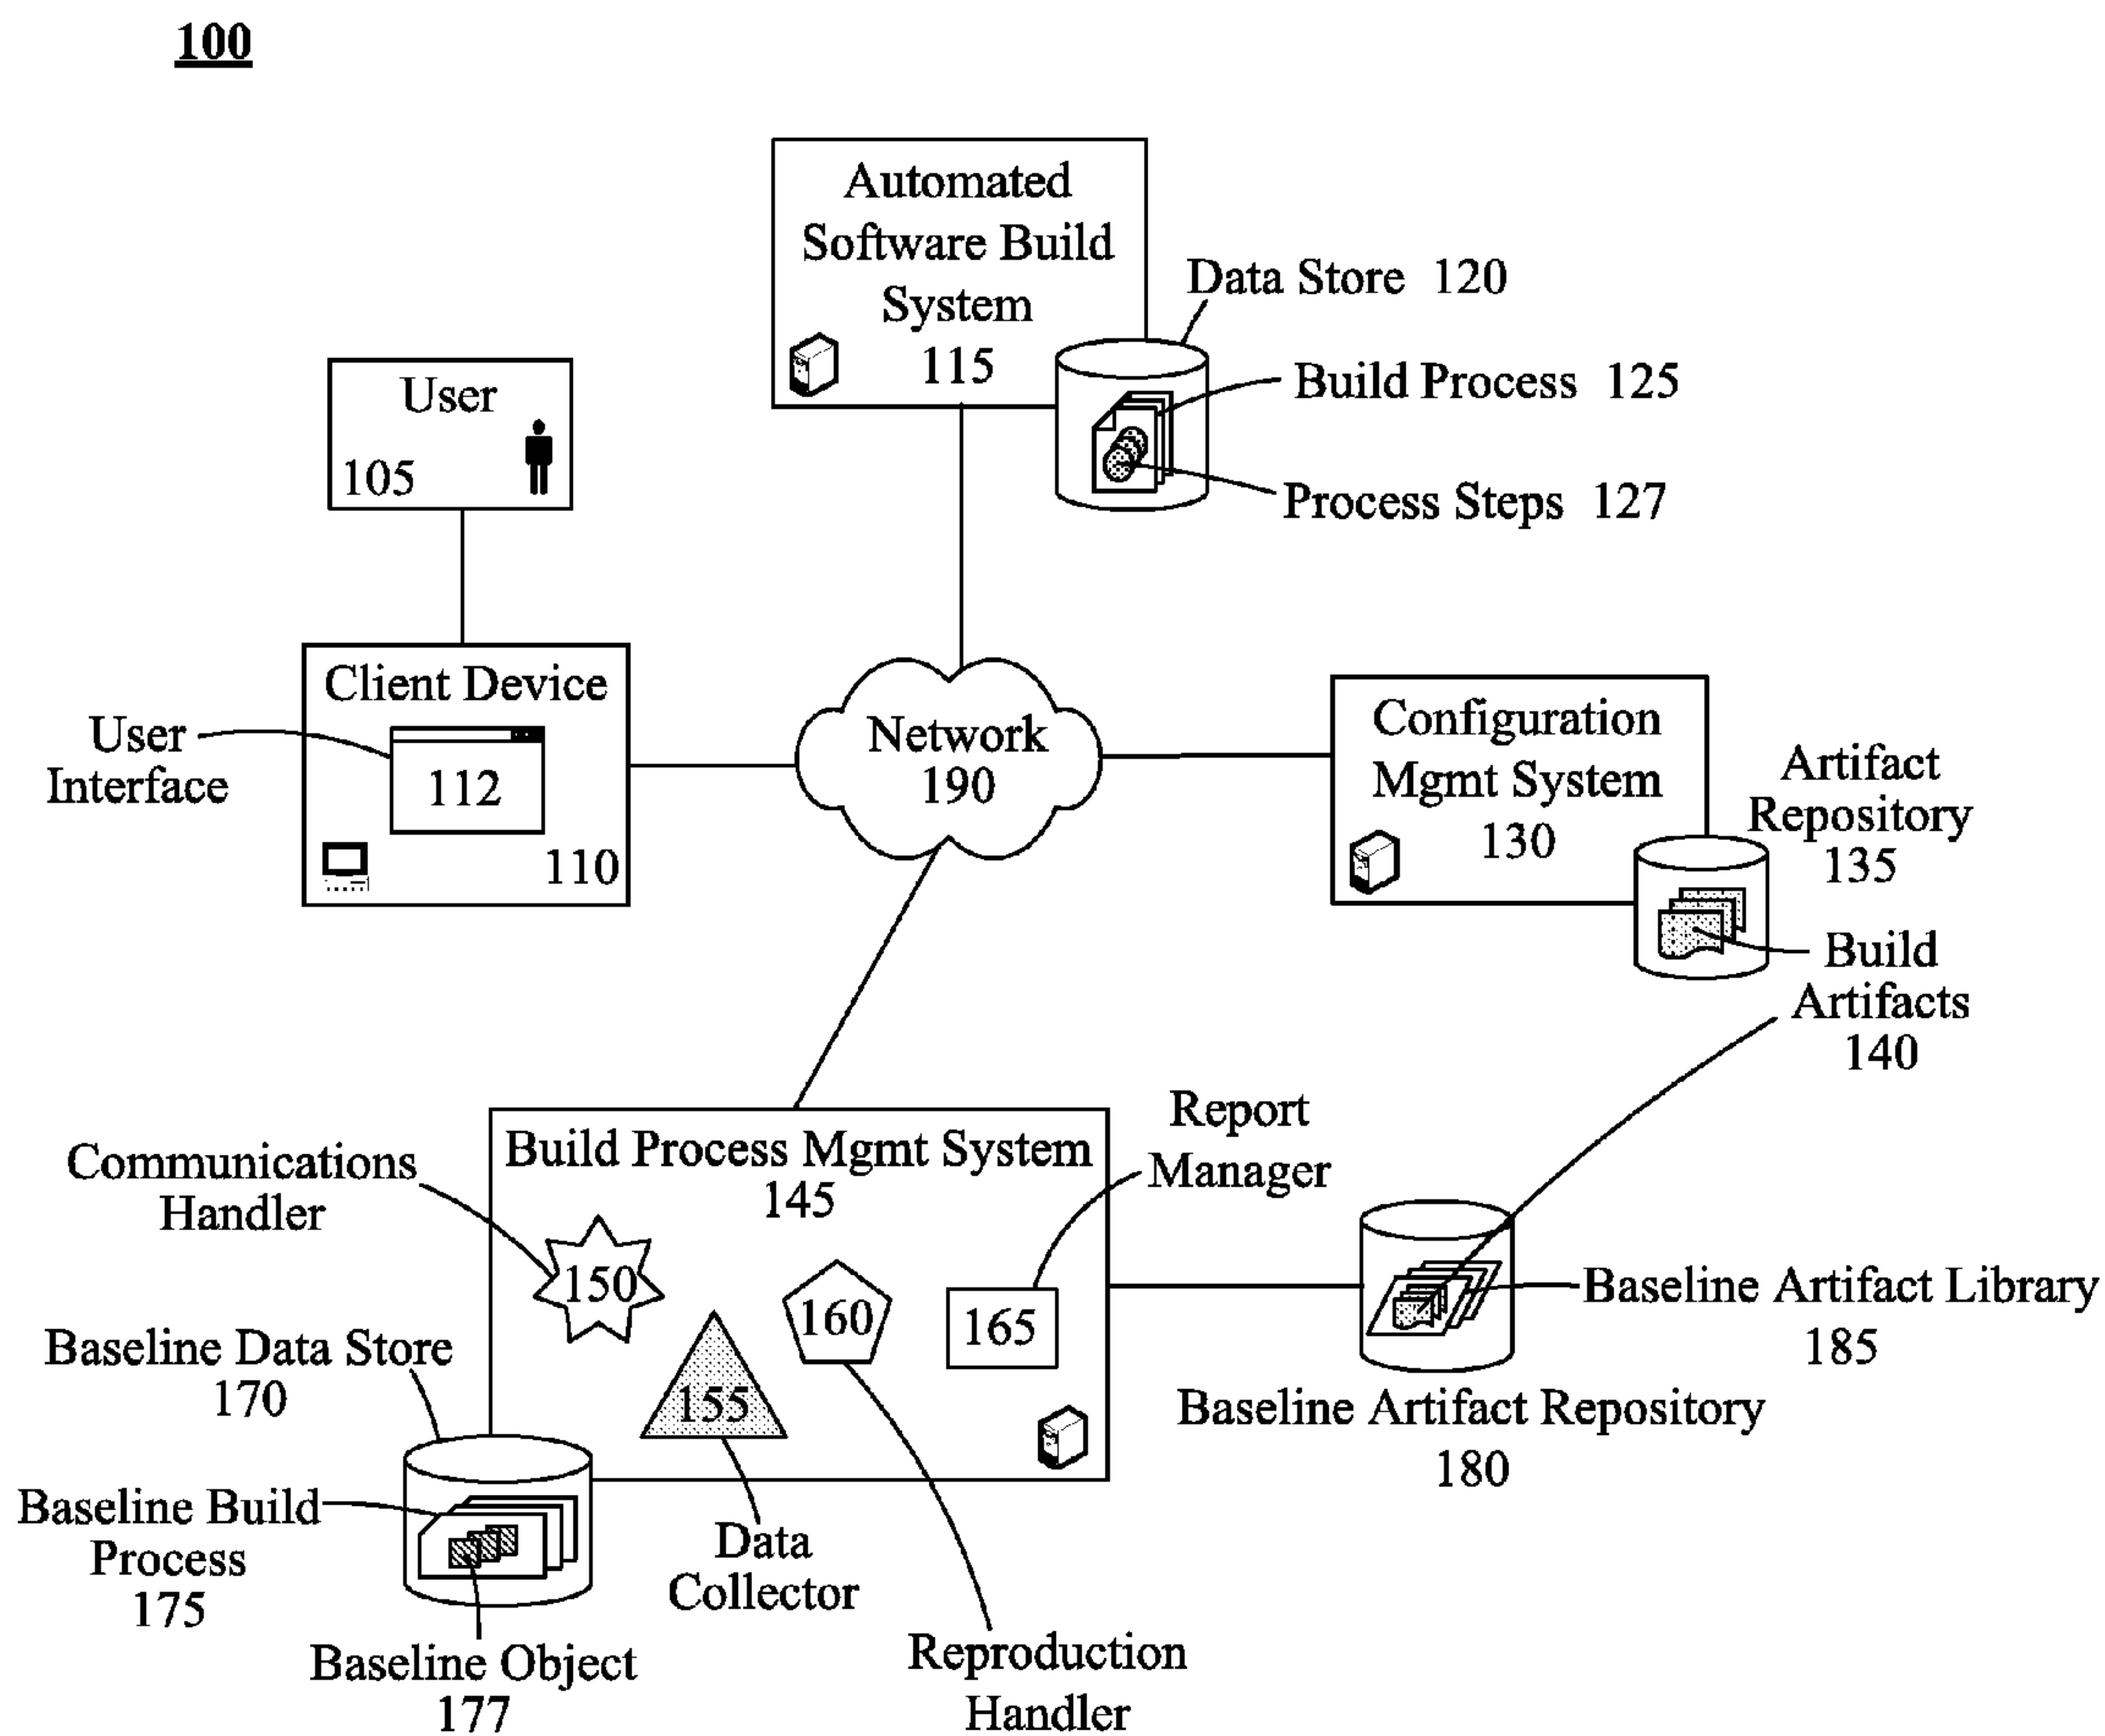 100
Automated
Software Build
System
115
Data Store 120
Build Process 125
Process Steps 127
User
105
Client Device
User
Interface
112
110
Network
190
Configuration
Mgmt System
130
Artifact
Repository
135
Build
Artifacts
140
Build Process Mgmt System
145
Report
Manager
Communications
Handler
150
155
160
165
Baseline Artifact Library
185
Baseline Artifact Repository
180
Baseline Data Store
170
Baseline Build
Process
175
Baseline Object
177
Data
Collector
Reproduction
Handler